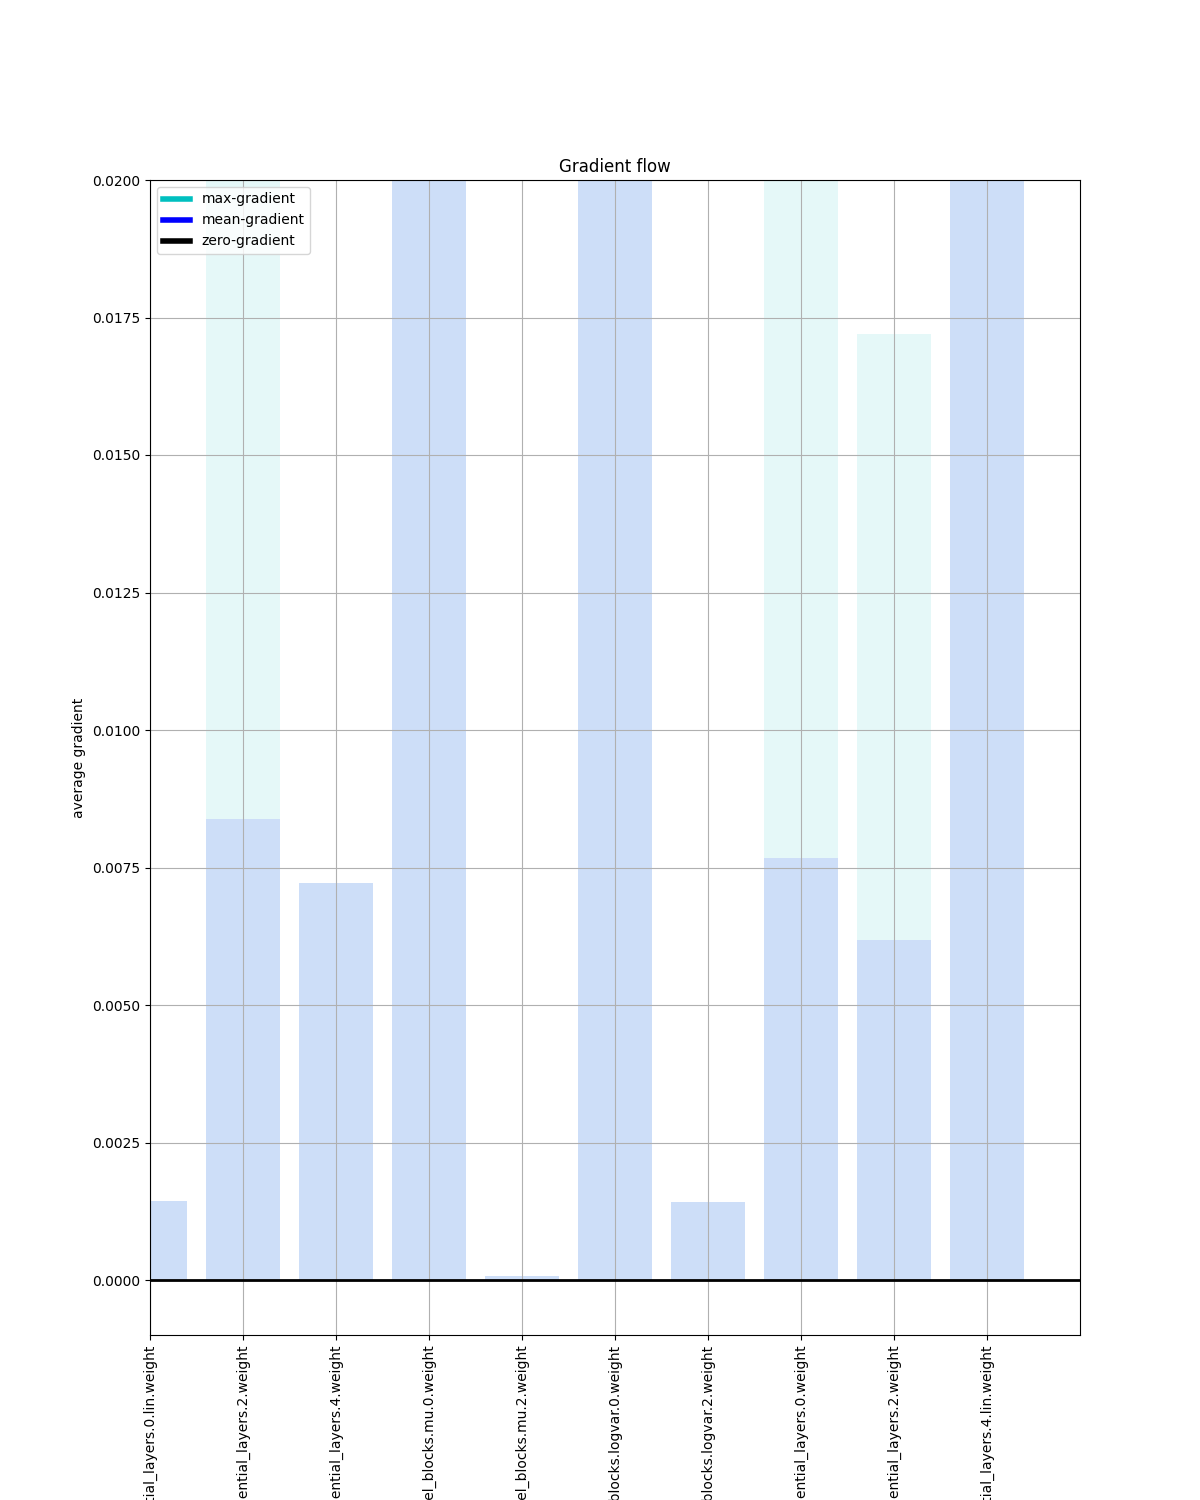 Gradient flow
max-gradient
mean-gradient
zero-gradient
0.0200
0.0175
0.0150
0.0125
0.0100
0.0075
0.0050
0.0025
0.0000
average gradient
tial_layers.0.lin.weight
ential_layers.2.weight
ential_layers.4.weight
el_blocks.mu.0.weight
el_blocks.mu.2.weight
blocks.logvar.0.weight
blocks.logvar.2.weight
ential_layers.0.weight
ential_layers.2.weight
tial_layers.4.lin.weight